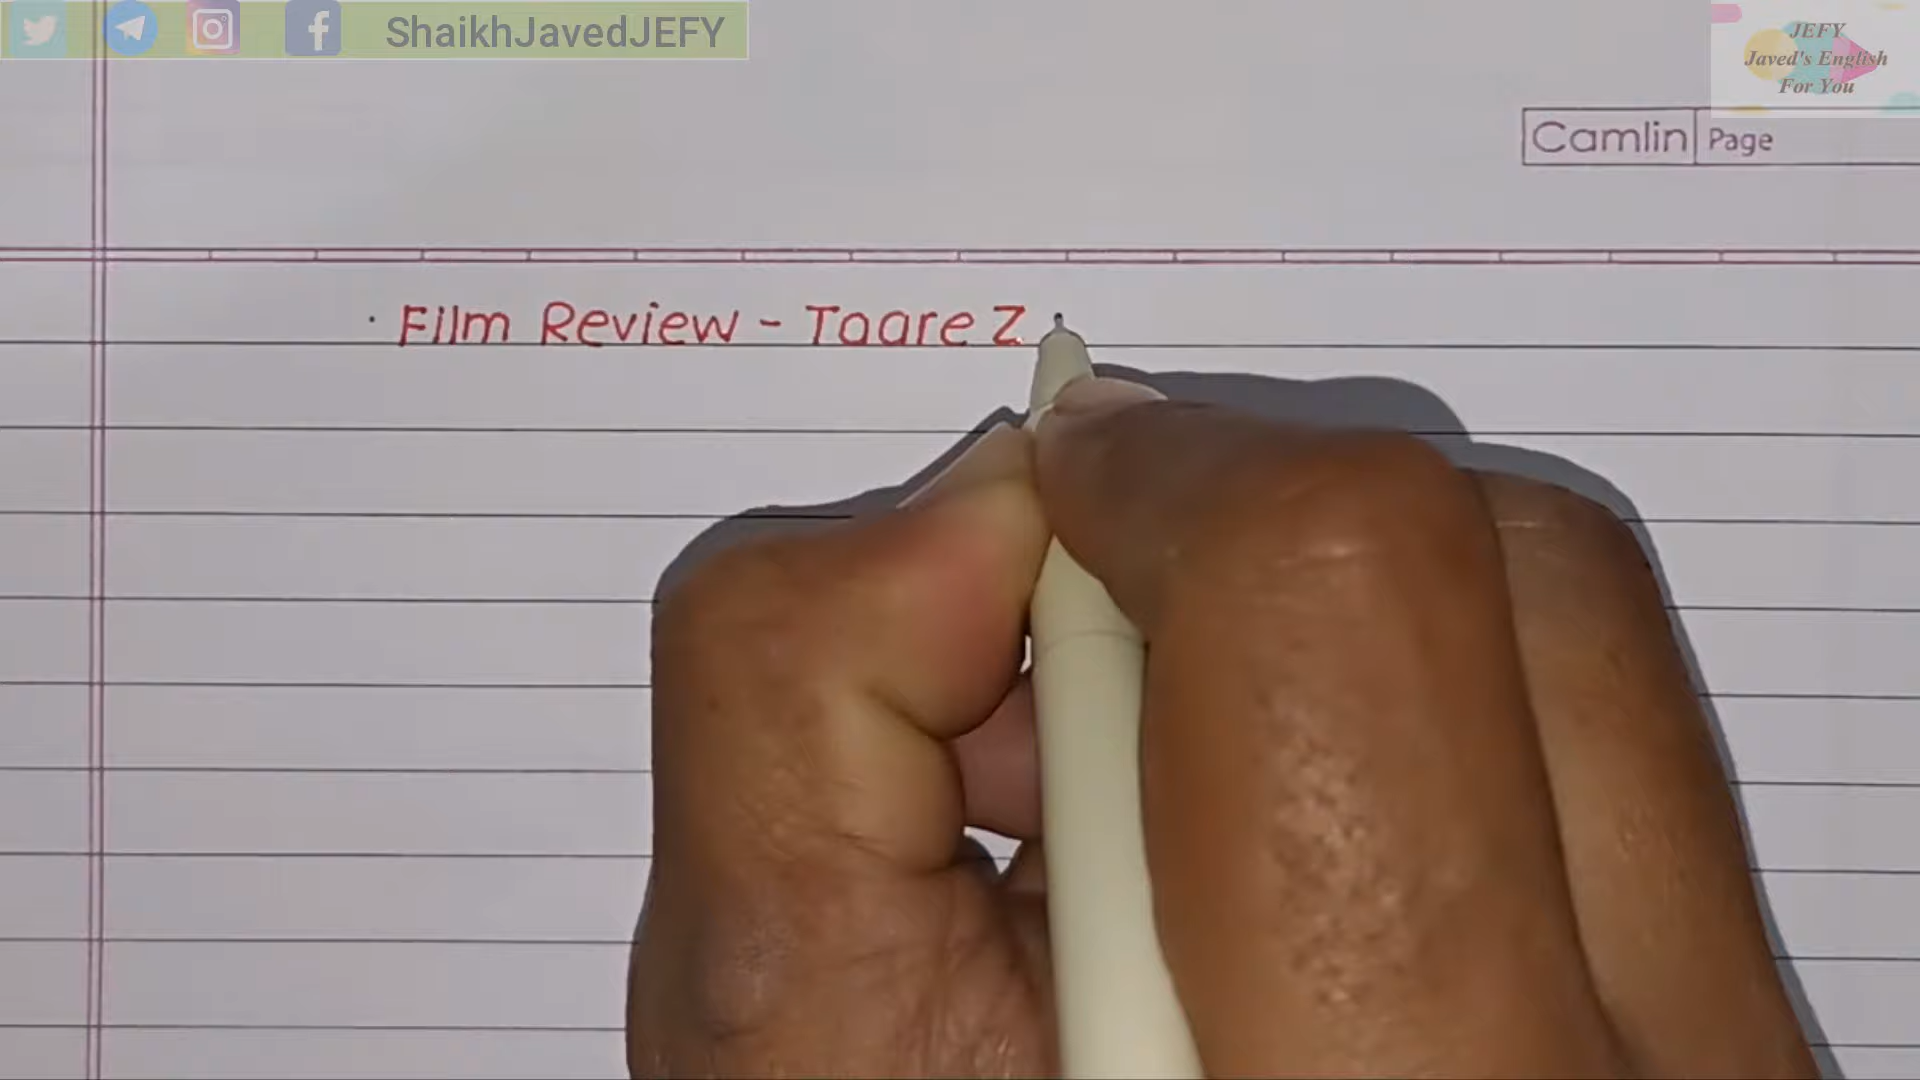 ShaikhJavedJEFY
JEFY
Javed's English
For You
Camlin Page
Film Review - Taare Z